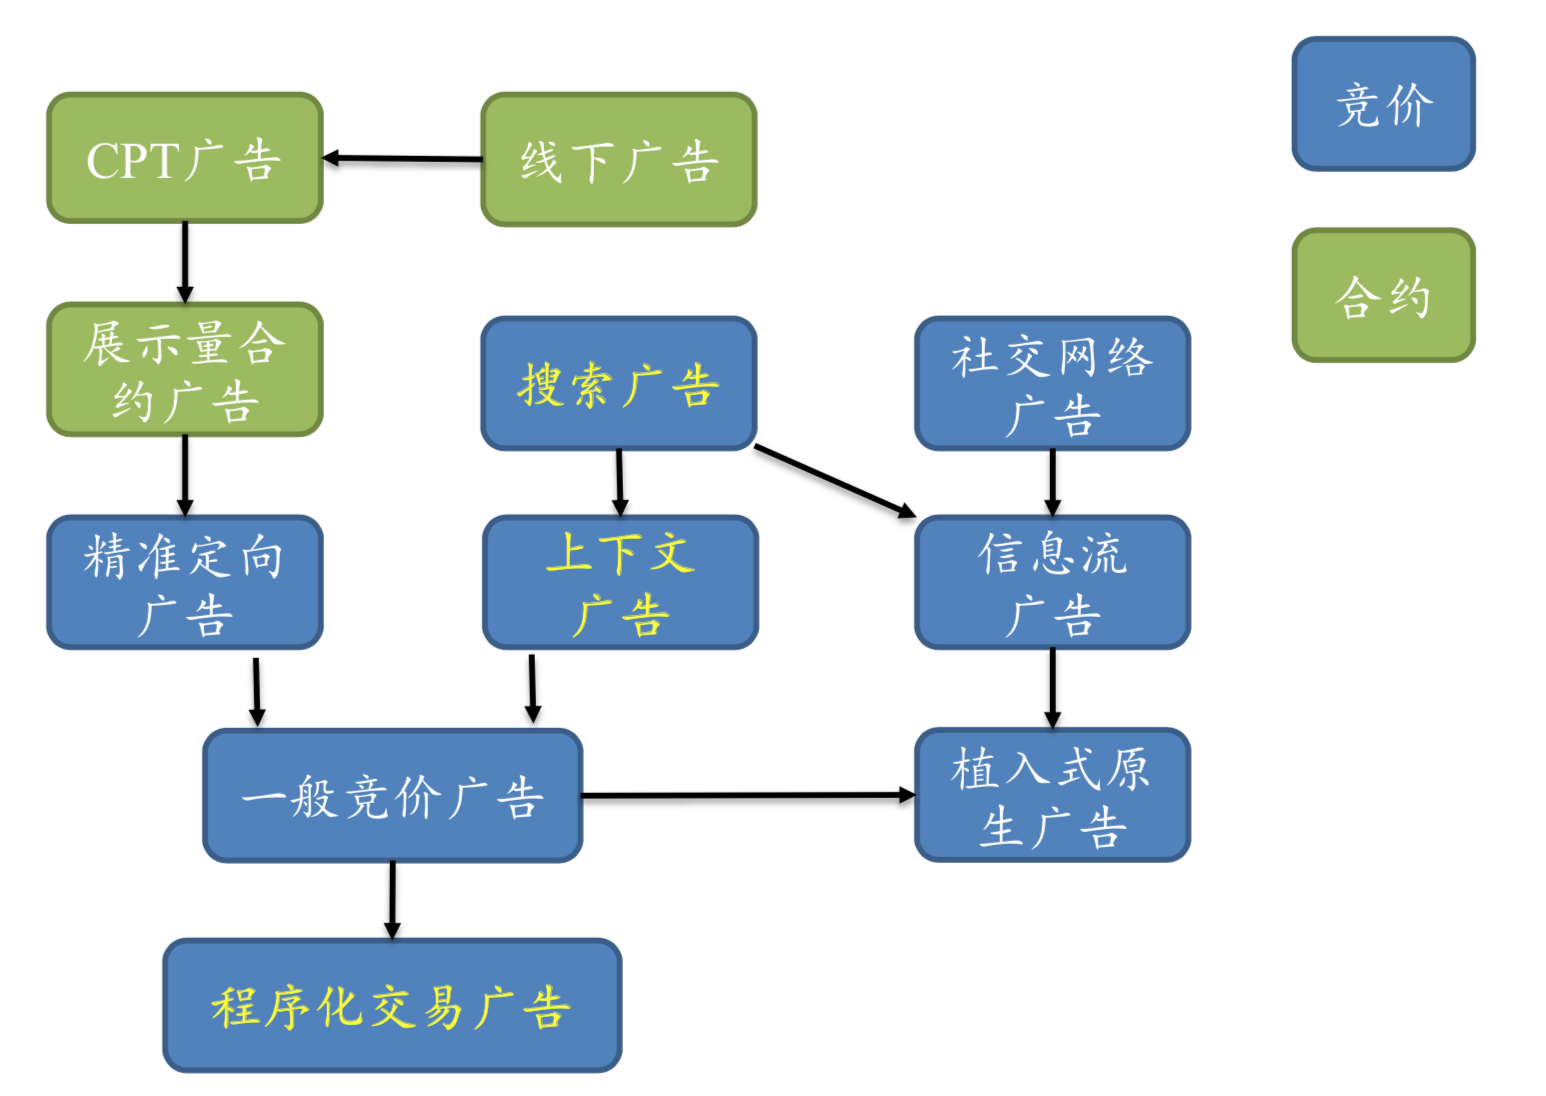 CPT广告
线下广告
竞价
合约
展示量合
约广告
搜索广告
社交网络
广告
精准定向
广告
上下文
广告
信息流
广告
一般竞价广告
植入式原
生广告
程序化交易广告